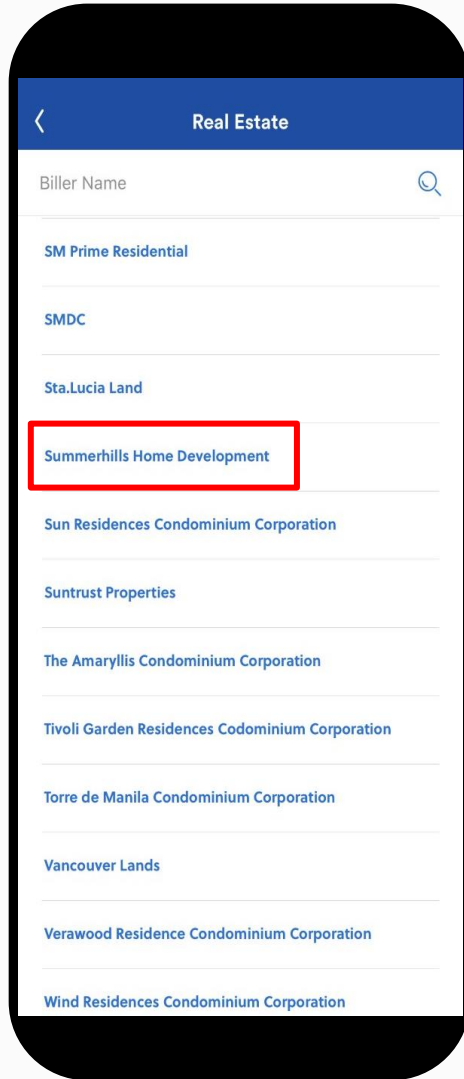 Real Estate
Biller Name
SM Prime Residential
SMDC
Sta.Lucia Land
Summerhills Home Development
Sun Residences Condominium Corporation
Suntrust Properties
The Amaryllis Condominium Corporation
Tivoli Garden Residences Codominium Corporation
Torre de Manila Condominium Corporation
Vancouver Lands
Verawood Residence Condominium Corporation
Wind Residences Condominium Corporation